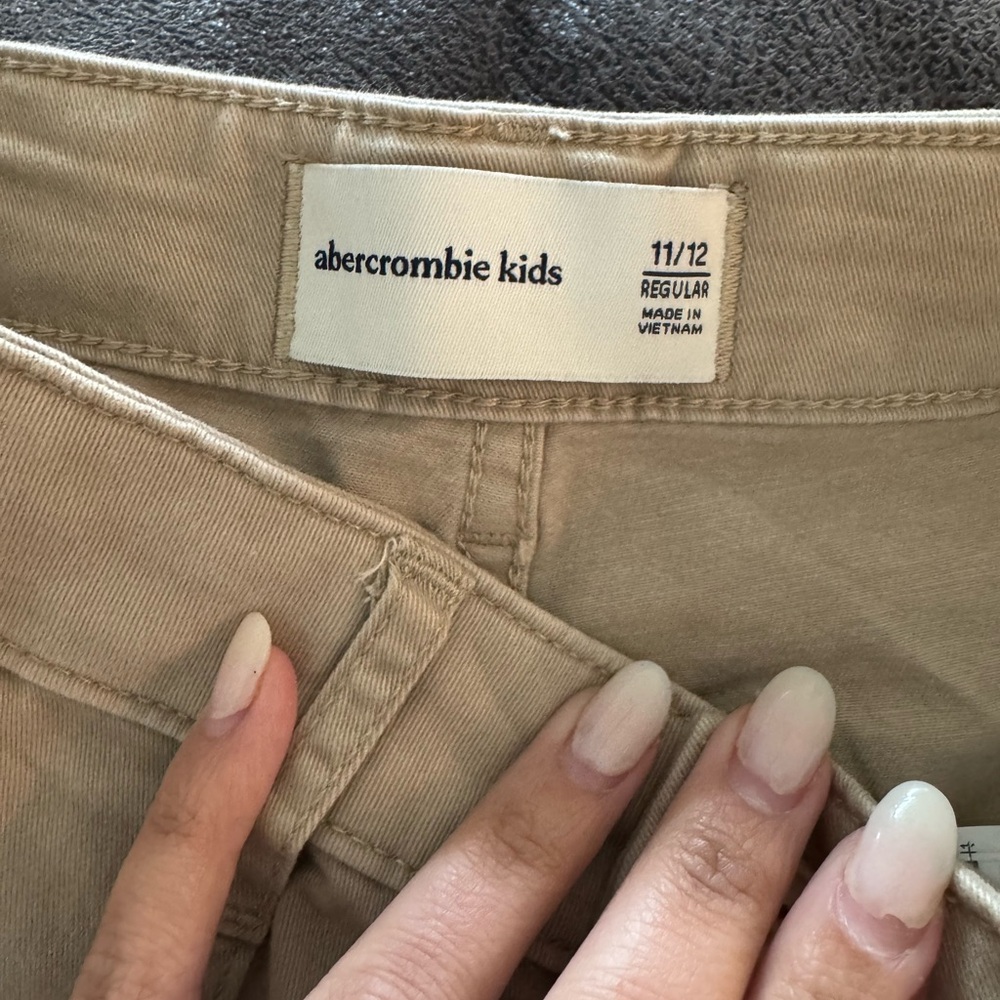 abercrombie kids
11/12
REGULAR
MADE IN
VIETNAM